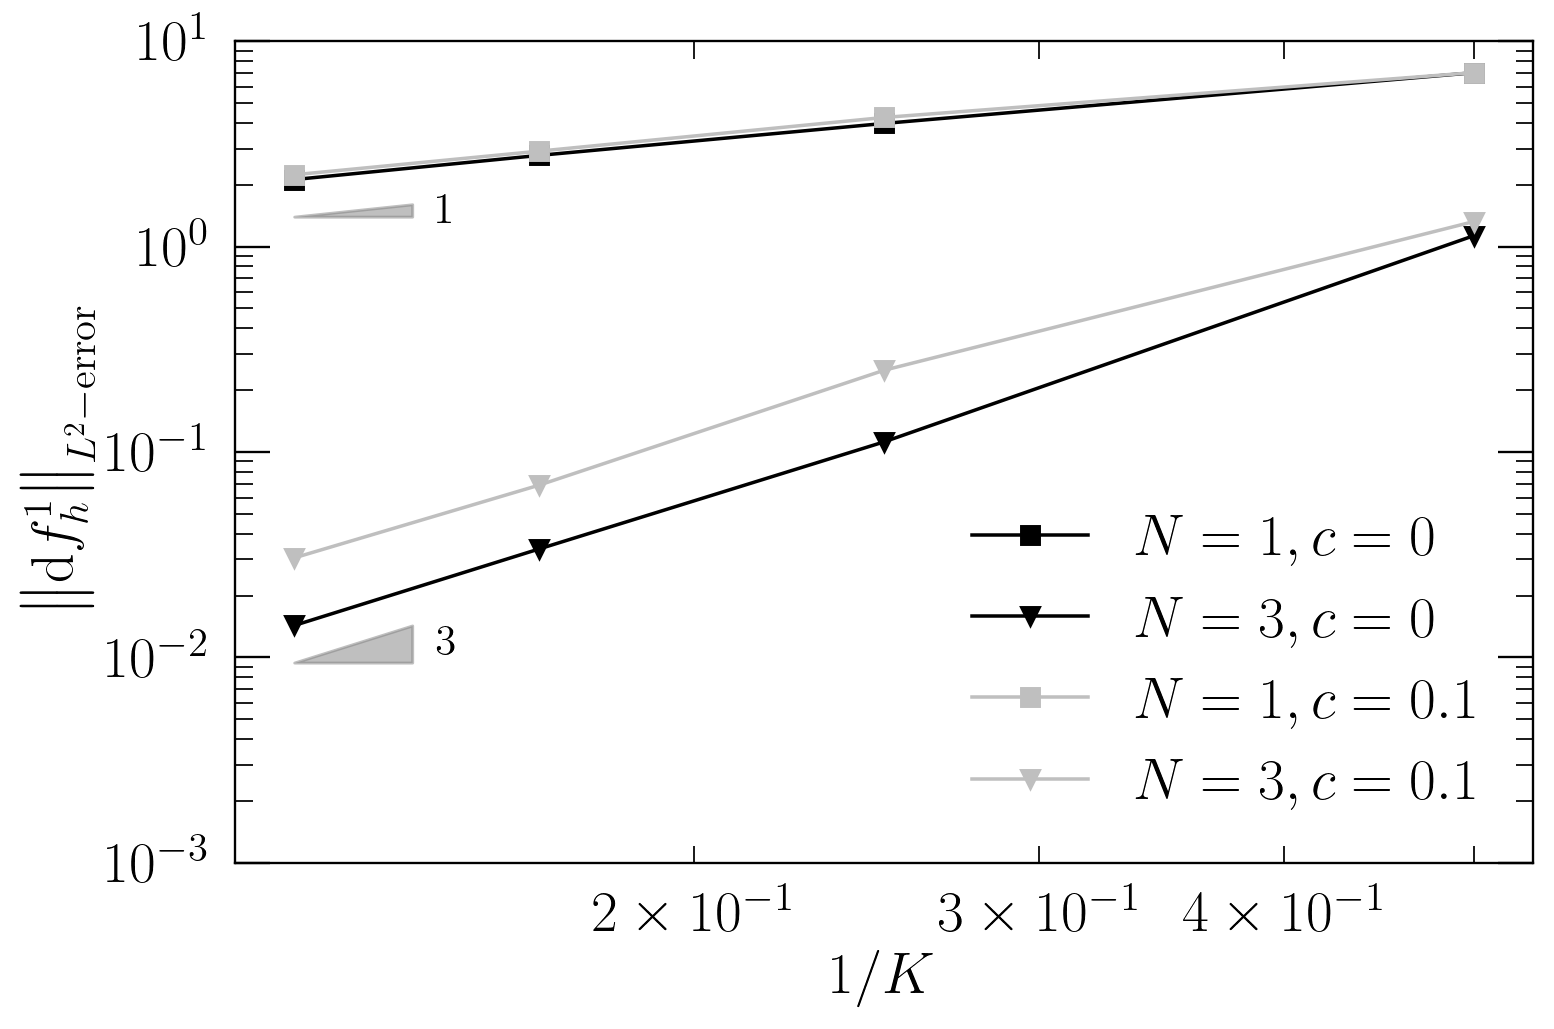 10^1
10^0
10^{-1}
10^{-2}
10^{-3}
‖df_h^1‖_{L^2−error}
1
3
N = 1, c = 0
N = 3, c = 0
N = 1, c = 0.1
N = 3, c = 0.1
2 × 10^{-1} 3 × 10^{-1} 4 × 10^{-1}
1/K